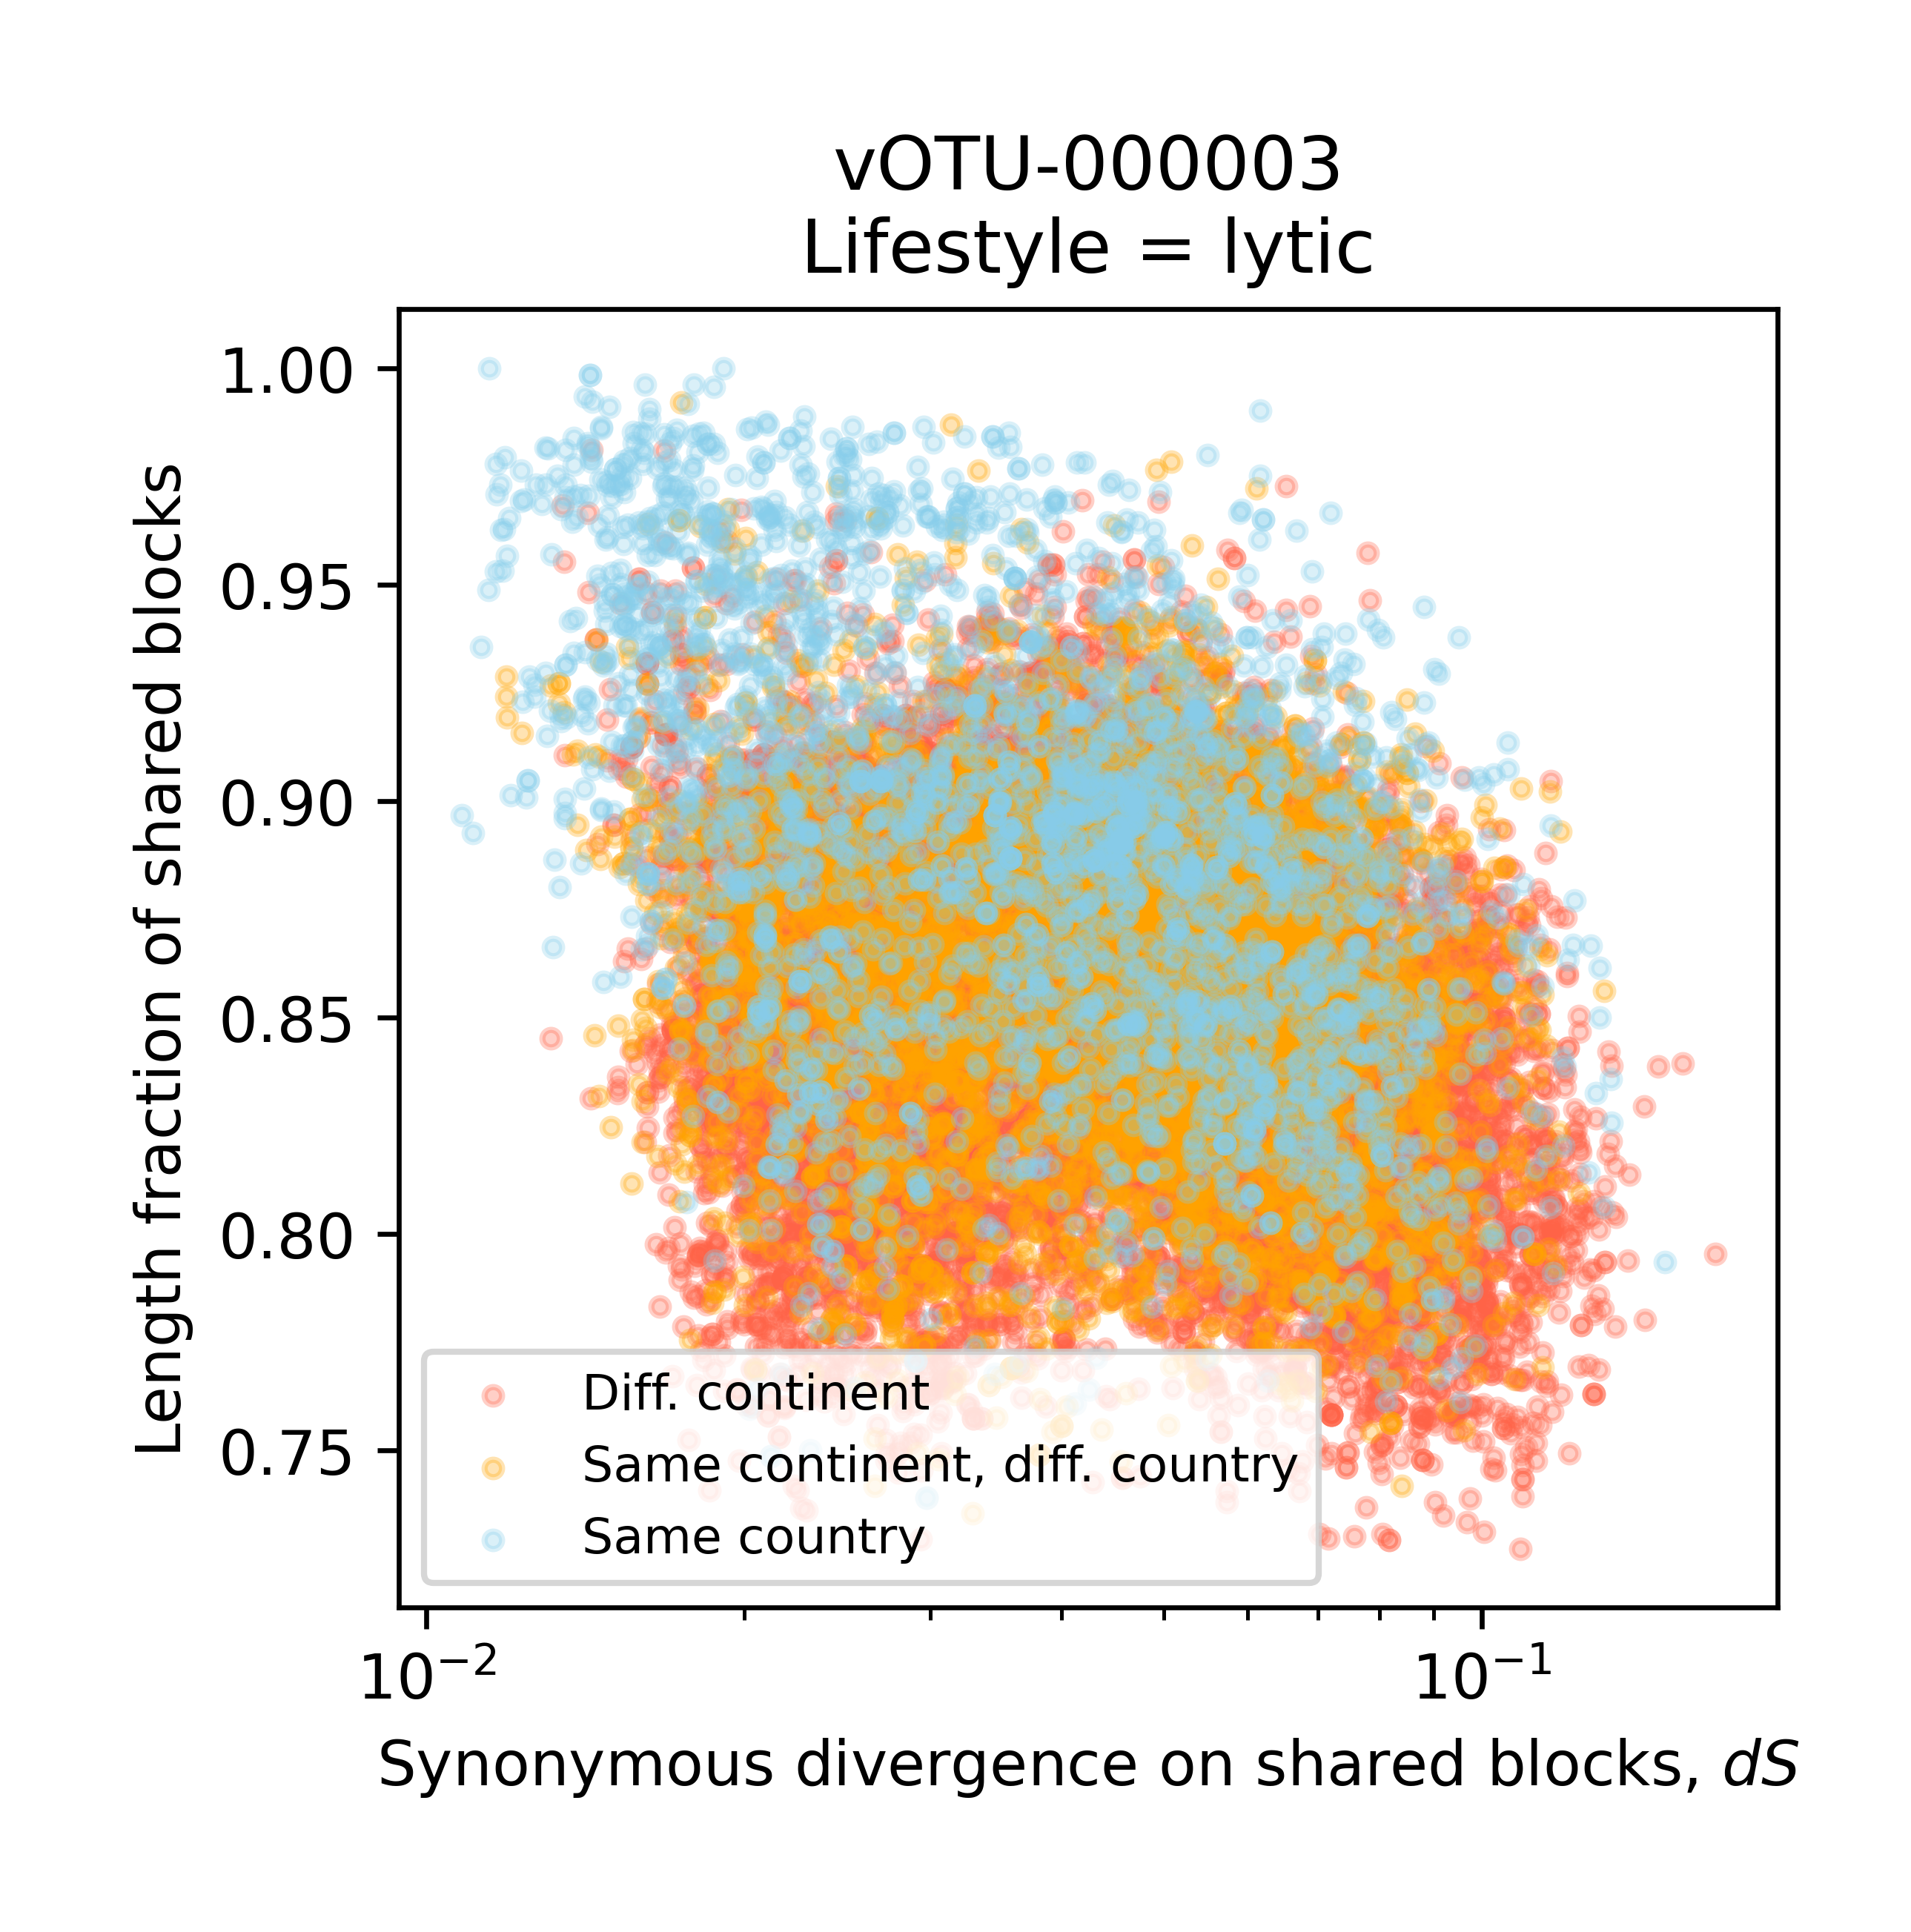 vOTU-000003
Lifestyle = lytic
Length fraction of shared blocks
1.00
0.95
0.90
0.85
0.80
0.75
Diff. continent
Same continent, diff. country
Same country
10⁻²
10⁻¹
Synonymous divergence on shared blocks, dS